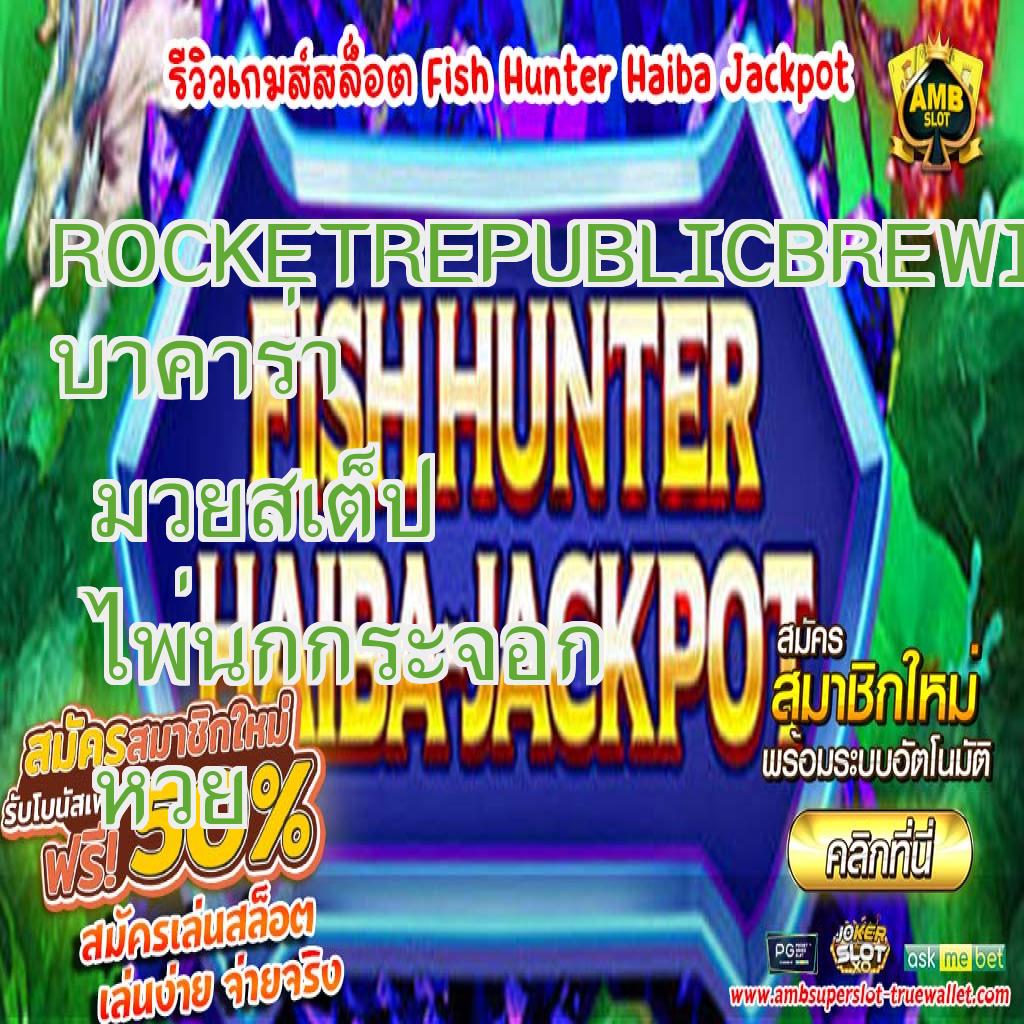 รีวิวเกมส์สล็อต Fish Hunter Haiba Jackpot
AMB
SLOT
ROCKETREPUBLICBREWI
บาคาร่า
FISH HUNTER
มวยสเต็ป
HAIBA JACKPOT
ไพ่นกกระจอก
สมัคร
สมาชิกใหม่
พร้อมระบบอัตโนมัติ
คลิกที่นี่
สมัครสมาชิกใหม่
รับโบนัส
หวย
ฟรี! 50%
สมัครเล่นสล็อต
เล่นง่าย จ่ายจริง
PG
JOKER
SLOT
XO
ask me bet
www.ambsuperslot-truewallet.com